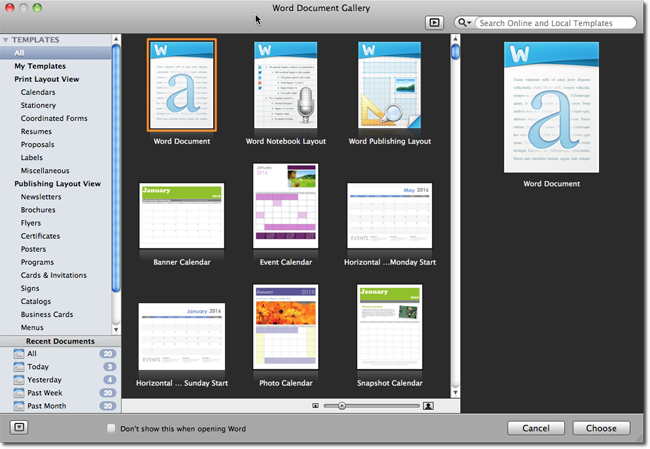 Word Document Gallery
Search Online and Local Templates
TEMPLATES
All
My Templates
Print Layout View
Calendars
Stationery
Coordinated Forms
Resumes
Proposals
Labels
Miscellaneous
Publishing Layout View
Newsletters
Brochures
Flyers
Certificates
Posters
Programs
Cards & Invitations
Signs
Catalogs
Business Cards
Menus
Recent Documents
All 20
Today 3
Yesterday 4
Past Week 20
Past Month 20
W
a
Word Document
W
Word Notebook Layout
W
Word Publishing Layout
January
Banner Calendar
January
2016
Event Calendar
May, 2016
EVENTS
Horizontal ...Monday Start
January, 2016
EVENTS
Horizontal ... Sunday Start
January 2016
Photo Calendar
January
Snapshot Calendar
W
a
Word Document
Don't show this when opening Word
Cancel
Choose